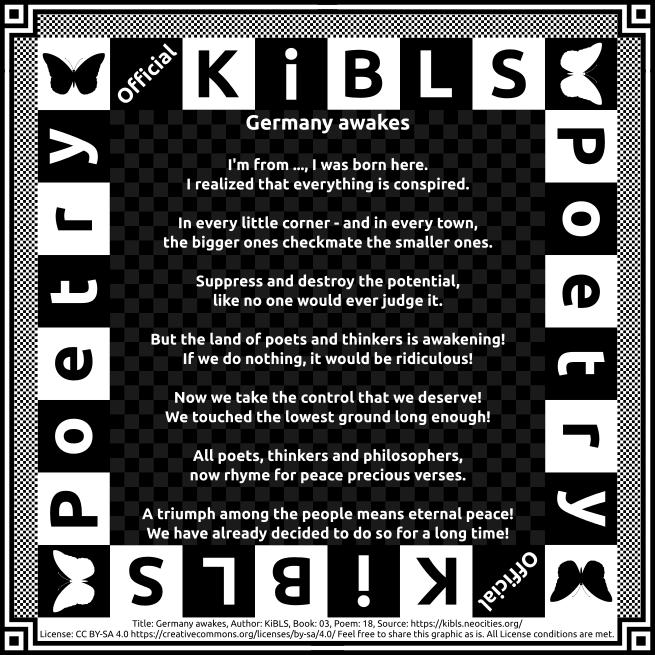 Official
KiBLS
Poetry
Poetry
Germany awakes
I'm from ..., I was born here.
I realized that everything is conspired.
In every little corner - and in every town,
the bigger ones checkmate the smaller ones.
Suppress and destroy the potential,
like no one would ever judge it.
But the land of poets and thinkers is awakening!
If we do nothing, it would be ridiculous!
Now we take the control that we deserve!
We touched the lowest ground long enough!
All poets, thinkers and philosophers,
now rhyme for peace precious verses.
A triumph among the people means eternal peace!
We have already decided to do so for a long time!
Official
KiBLS
Title: Germany awakes, Author: KiBLS, Book: 03, Poem: 18, Source: https://kibls.neocities.org/
License: CC BY-SA 4.0 https://creativecommons.org/licenses/by-sa/4.0/ Feel free to share this graphic as is. All License conditions are met.